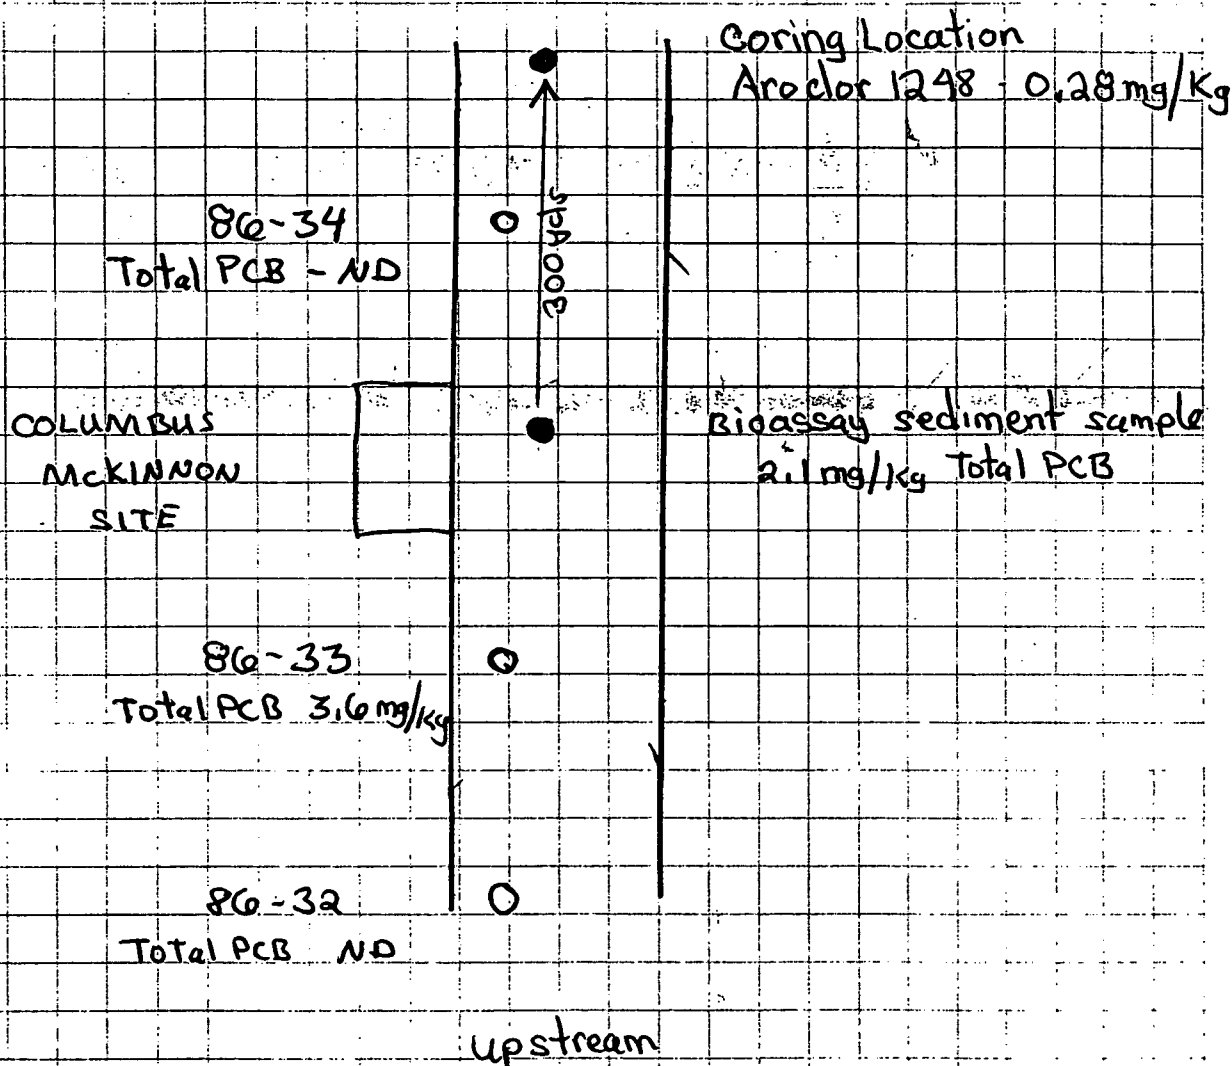 Coring Location
Aroclor 1248 - 0.28 mg/Kg
86-34
Total PCB - ND
300 yds
COLUMBUS
McKINNON
SITE
Bioassay sediment sample
2.1 mg/kg Total PCB
86-33
Total PCB 3.6 mg/kg
86-32
Total PCB ND
upstream